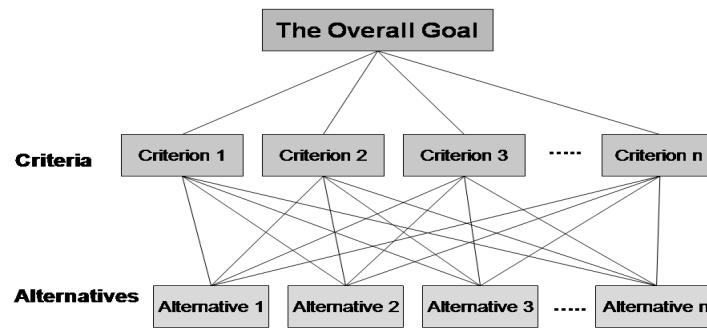 The Overall Goal
Criteria
Criterion 1
Criterion 2
Criterion 3
.....
Criterion n
Alternatives
Alternative 1
Alternative 2
Alternative 3
.....
Alternative n